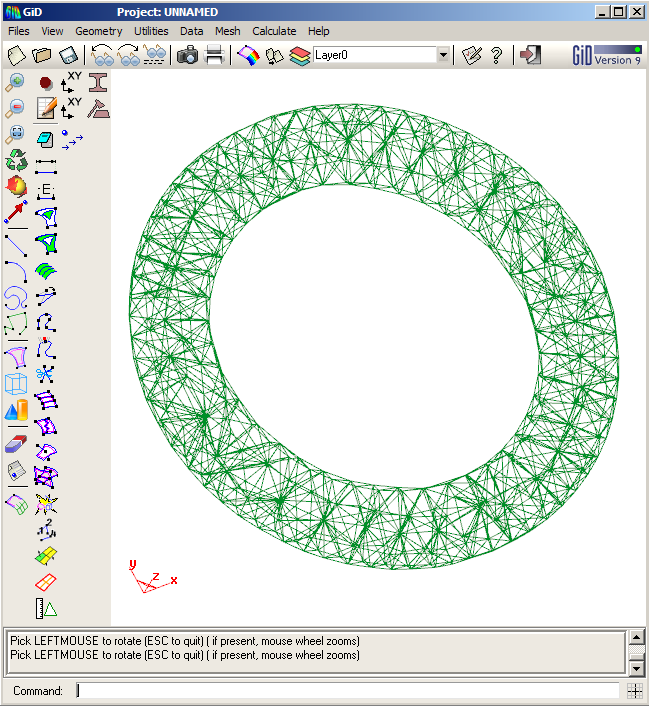 GiD Project: UNNAMED
Files View Geometry Utilities Data Mesh Calculate Help
Layer0
GiD
Version 9
XY
XY
E
2
y
z
x
Pick LEFTMOUSE to rotate (ESC to quit) ( if present, mouse wheel zooms)
Pick LEFTMOUSE to rotate (ESC to quit) ( if present, mouse wheel zooms)
Command: